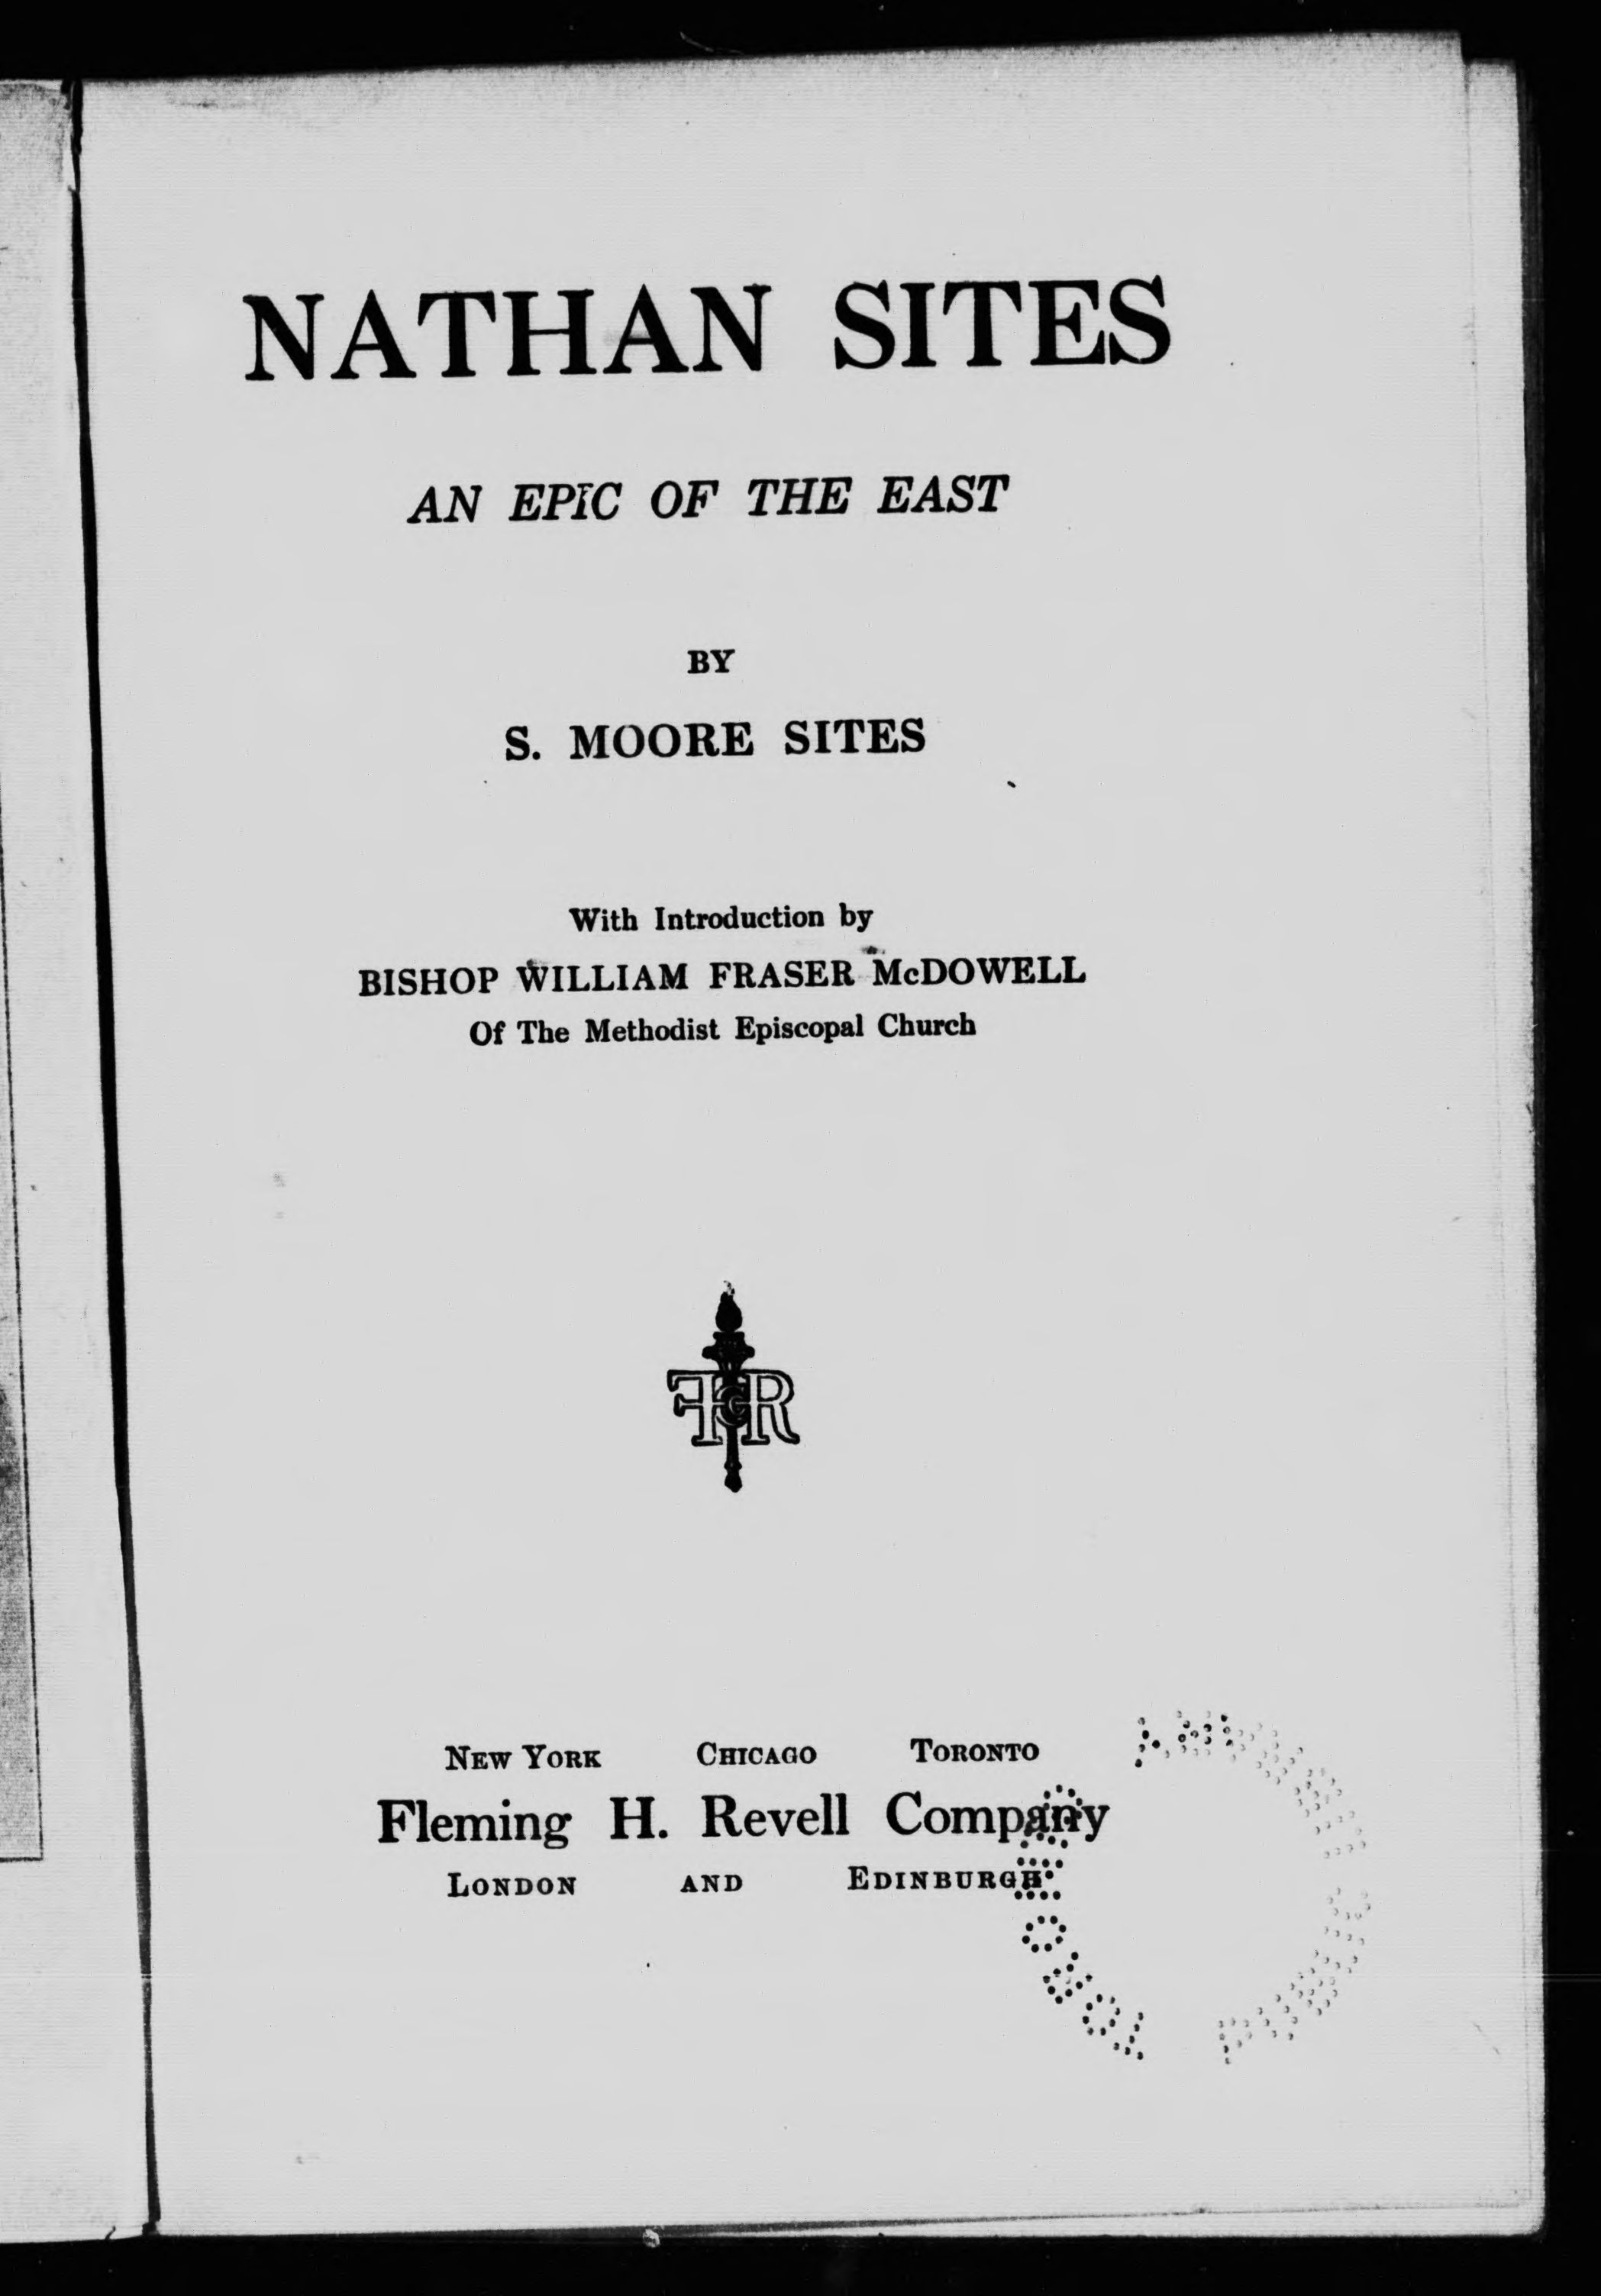 NATHAN SITES
AN EPIC OF THE EAST
BY
S. MOORE SITES
With Introduction by
BISHOP WILLIAM FRASER McDOWELL
Of The Methodist Episcopal Church
F C R
NEW YORK CHICAGO TORONTO
Fleming H. Revell Company
LONDON AND EDINBURGH